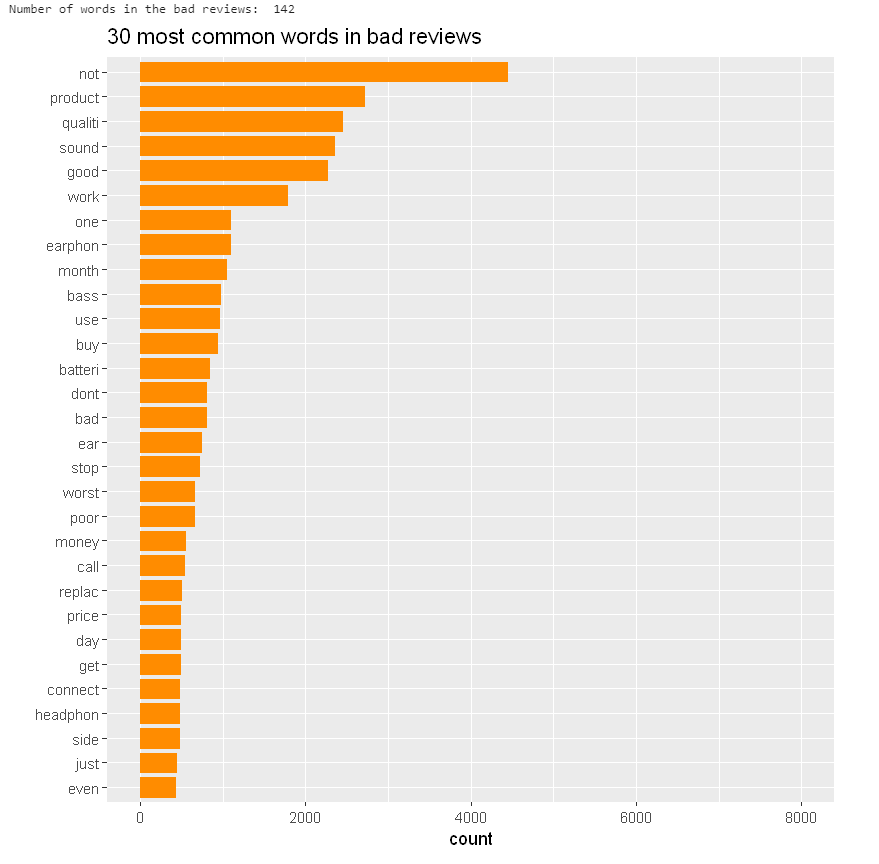 Number of words in the bad reviews:  142
30 most common words in bad reviews
not
product
qualiti
sound
good
work
one
earphon
month
bass
use
buy
batteri
dont
bad
ear
stop
worst
poor
money
call
replac
price
day
get
connect
headphon
side
just
even
0 2000 4000 6000 8000
count